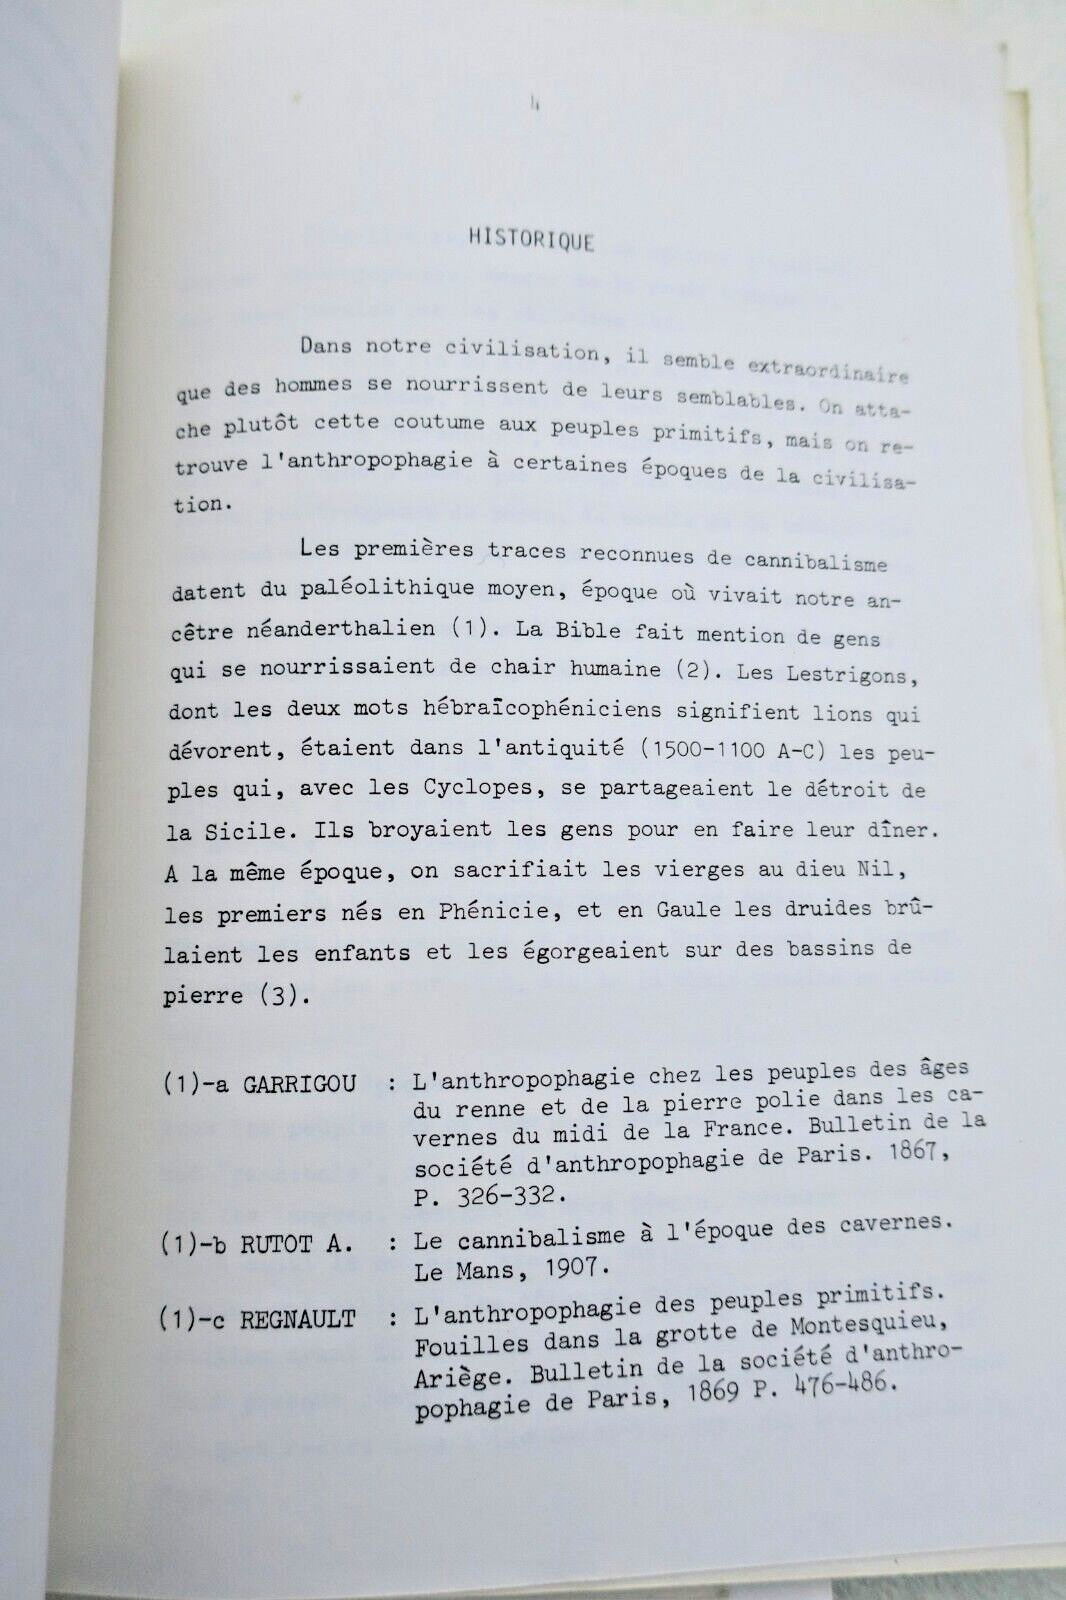 4
HISTORIQUE
Dans notre civilisation, il semble extraordinaire
que des hommes se nourrissent de leurs semblables. On atta-
che plutôt cette coutume aux peuples primitifs, mais on re-
trouve l'anthropophagie à certaines époques de la civilisa-
tion.
Les premières traces reconnues de cannibalisme
datent du paléolithique moyen, époque où vivait notre an-
cêtre néanderthalien (1). La Bible fait mention de gens
qui se nourrissaient de chair humaine (2). Les Lestrigons,
dont les deux mots hébraïcophéniciens signifient lions qui
dévorent, étaient dans l'antiquité (1500-1100 A-C) les peu-
ples qui, avec les Cyclopes, se partageaient le détroit de
la Sicile. Ils broyaient les gens pour en faire leur dîner.
A la même époque, on sacrifiait les vierges au dieu Nil,
les premiers nés en Phénicie, et en Gaule les druides brû-
laient les enfants et les égorgeaient sur des bassins de
pierre (3).
(1)-a GARRIGOU : L'anthropophagie chez les peuples des âges
du renne et de la pierre polie dans les ca-
vernes du midi de la France. Bulletin de la
société d'anthropophagie de Paris. 1867,
P. 326-332.
(1)-b RUTOT A. : Le cannibalisme à l'époque des cavernes.
Le Mans, 1907.
(1)-c REGNAULT : L'anthropophagie des peuples primitifs.
Fouilles dans la grotte de Montesquieu,
Ariège. Bulletin de la société d'anthro-
pophagie de Paris, 1869 P. 476-486.